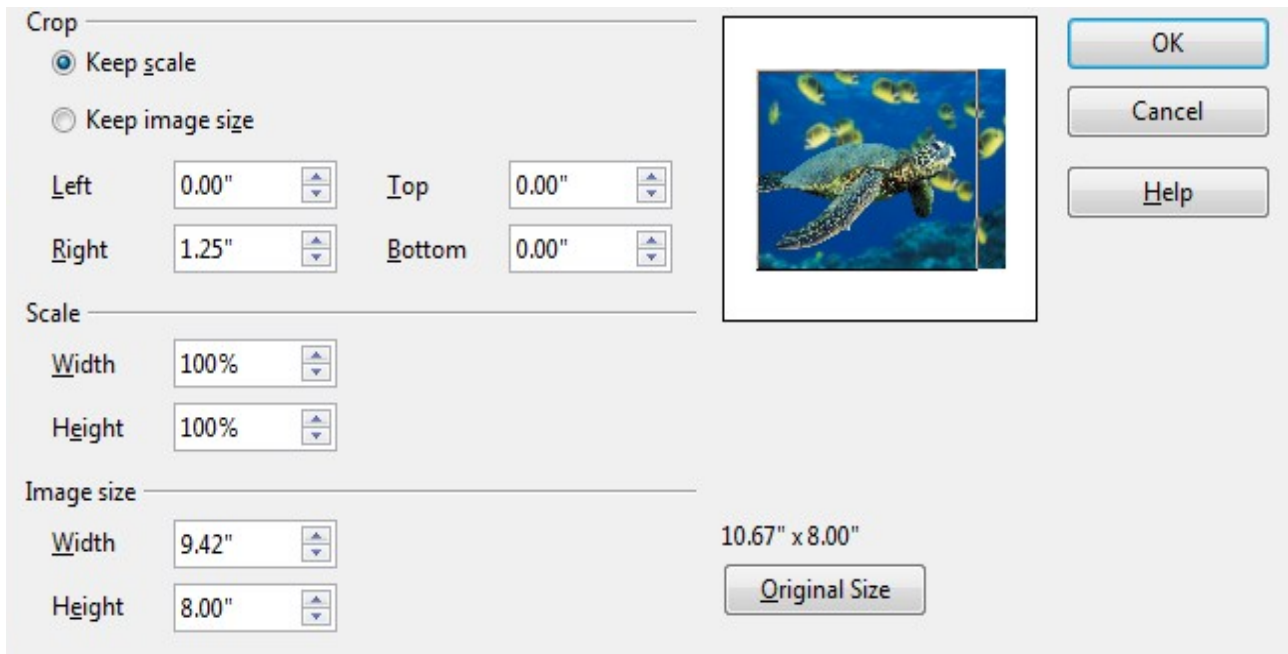 Crop
OK
Keep scale
Cancel
Keep image size
Left 0.00" Top 0.00"
Help
Right 1.25" Bottom 0.00"
Scale
Width 100%
Height 100%
Image size
Width 9.42" 10.67" x 8.00"
Height 8.00" Original Size